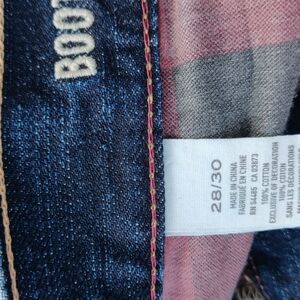 BOOT
28/30
MADE IN CHINA
FABRIQUÉ EN CHINE
RN 54485 CA 03973
100% COTTON
EXCLUSIVE OF DECORATION
100% COTON
SANS LES DÉCORATIONS